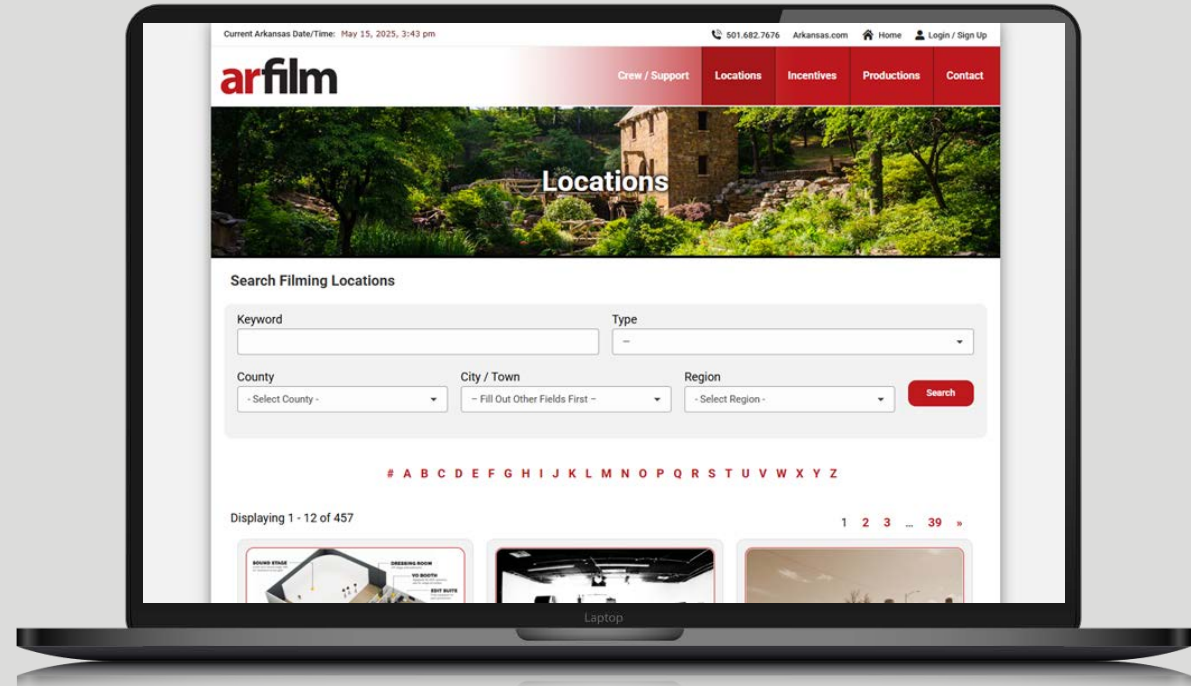 Current Arkansas Date/Time: May 15, 2025, 3:43 pm
501.682.7676 Arkansas.com Home Login / Sign Up
arfilm
Crew / Support Locations Incentives Productions Contact
Locations
Search Filming Locations
Keyword Type
–
County City / Town Region
- Select County - – Fill Out Other Fields First – - Select Region - Search
# A B C D E F G H I J K L M N O P Q R S T U V W X Y Z
Displaying 1 - 12 of 457 1 2 3 … 39 »
SOUND STAGE
DRESSING ROOM
VO BOOTH
EDIT SUITE
Laptop